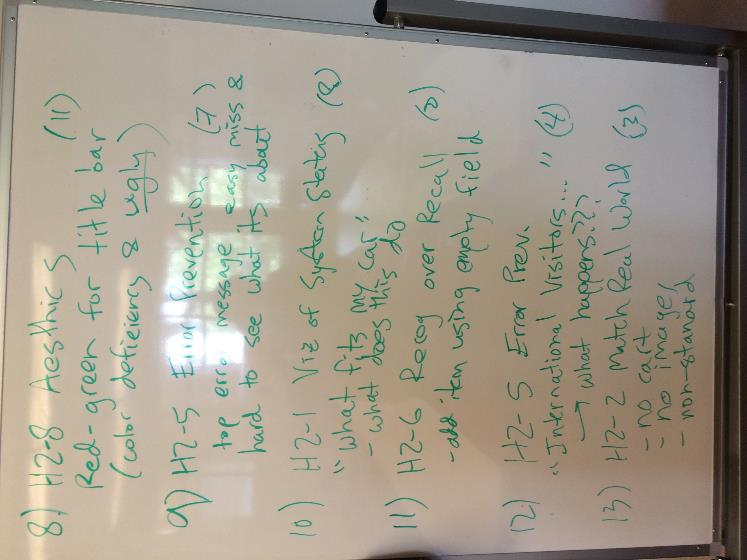 8) H2-8 Aesthics (11)
Red-green for title bar
(color deficiency & ugly)
9) H2-5 Error Prevention (7)
top error message easy miss &
hard to see what its about
10) H2-1 Viz of System Status (2)
"what fits my car"
- what does this do
11) H2-6 Recog over Recall
- add item using empty field
12) H2-5 Error Prev.
"International Visitors..." (4)
→ what happens??
13) H2-2 Match Real World (3)
- no cart
- no image,
- non-standard